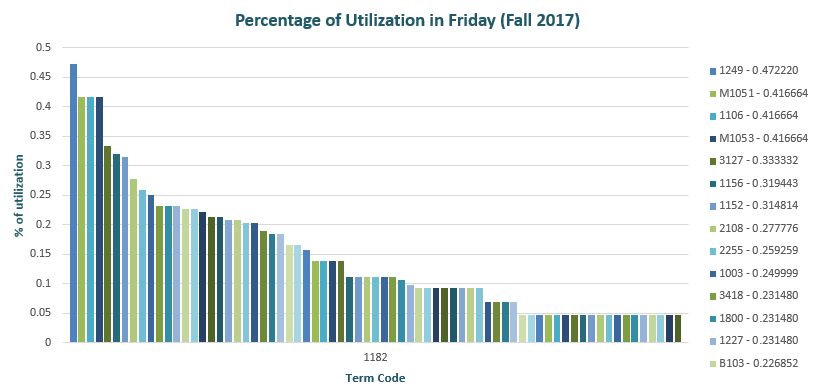 Percentage of Utilization in Friday (Fall 2017)
% of utilization
0.5
0.45
0.4
0.35
0.3
0.25
0.2
0.15
0.1
0.05
0
1182
Term Code
1249 - 0.472220
M1051 - 0.416664
1106 - 0.416664
M1053 - 0.416664
3127 - 0.333332
1156 - 0.319443
1152 - 0.314814
2108 - 0.277776
2255 - 0.259259
1003 - 0.249999
3418 - 0.231480
1800 - 0.231480
1227 - 0.231480
B103 - 0.226852